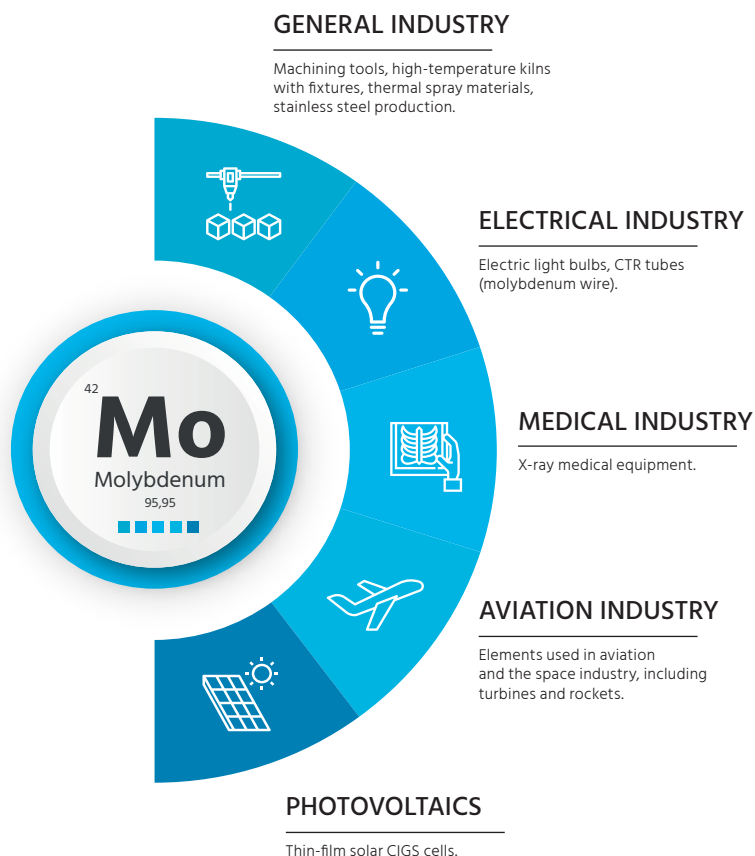 GENERAL INDUSTRY
Machining tools, high-temperature kilns
with fixtures, thermal spray materials,
stainless steel production.
ELECTRICAL INDUSTRY
Electric light bulbs, CTR tubes
(molybdenum wire).
42
Mo
Molybdenum
95,95
MEDICAL INDUSTRY
X-ray medical equipment.
AVIATION INDUSTRY
Elements used in aviation
and the space industry, including
turbines and rockets.
PHOTOVOLTAICS
Thin-film solar CIGS cells.